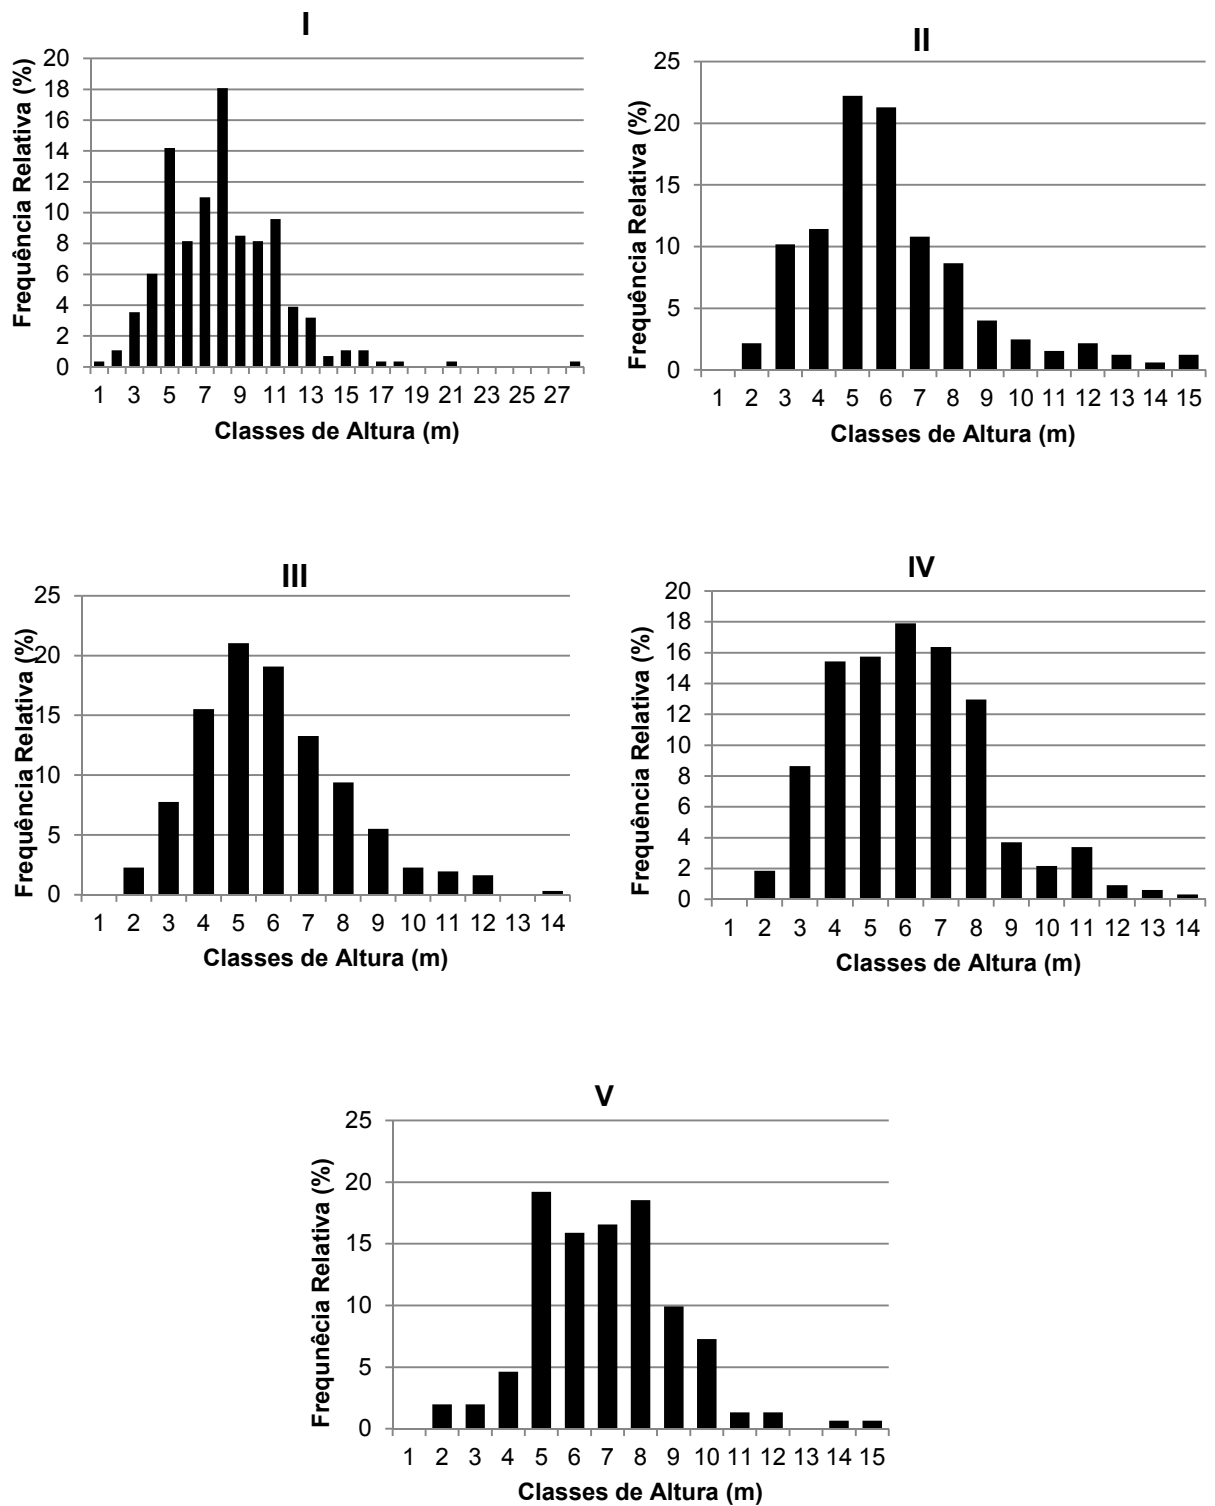 I
Frequência Relativa (%)
20
18
16
14
12
10
8
6
4
2
0
1 3 5 7 9 11 13 15 17 19 21 23 25 27
Classes de Altura (m)
II
Frequência Relativa (%)
25
20
15
10
5
0
1 2 3 4 5 6 7 8 9 10 11 12 13 14 15
Classes de Altura (m)
III
Frequência Relativa (%)
25
20
15
10
5
0
1 2 3 4 5 6 7 8 9 10 11 12 13 14
Classes de Altura (m)
IV
Frequência Relativa (%)
20
18
16
14
12
10
8
6
4
2
0
1 2 3 4 5 6 7 8 9 10 11 12 13 14
Classes de Altura (m)
V
Frequnêcia Relativa (%)
25
20
15
10
5
0
1 2 3 4 5 6 7 8 9 10 11 12 13 14 15
Classes de Altura (m)